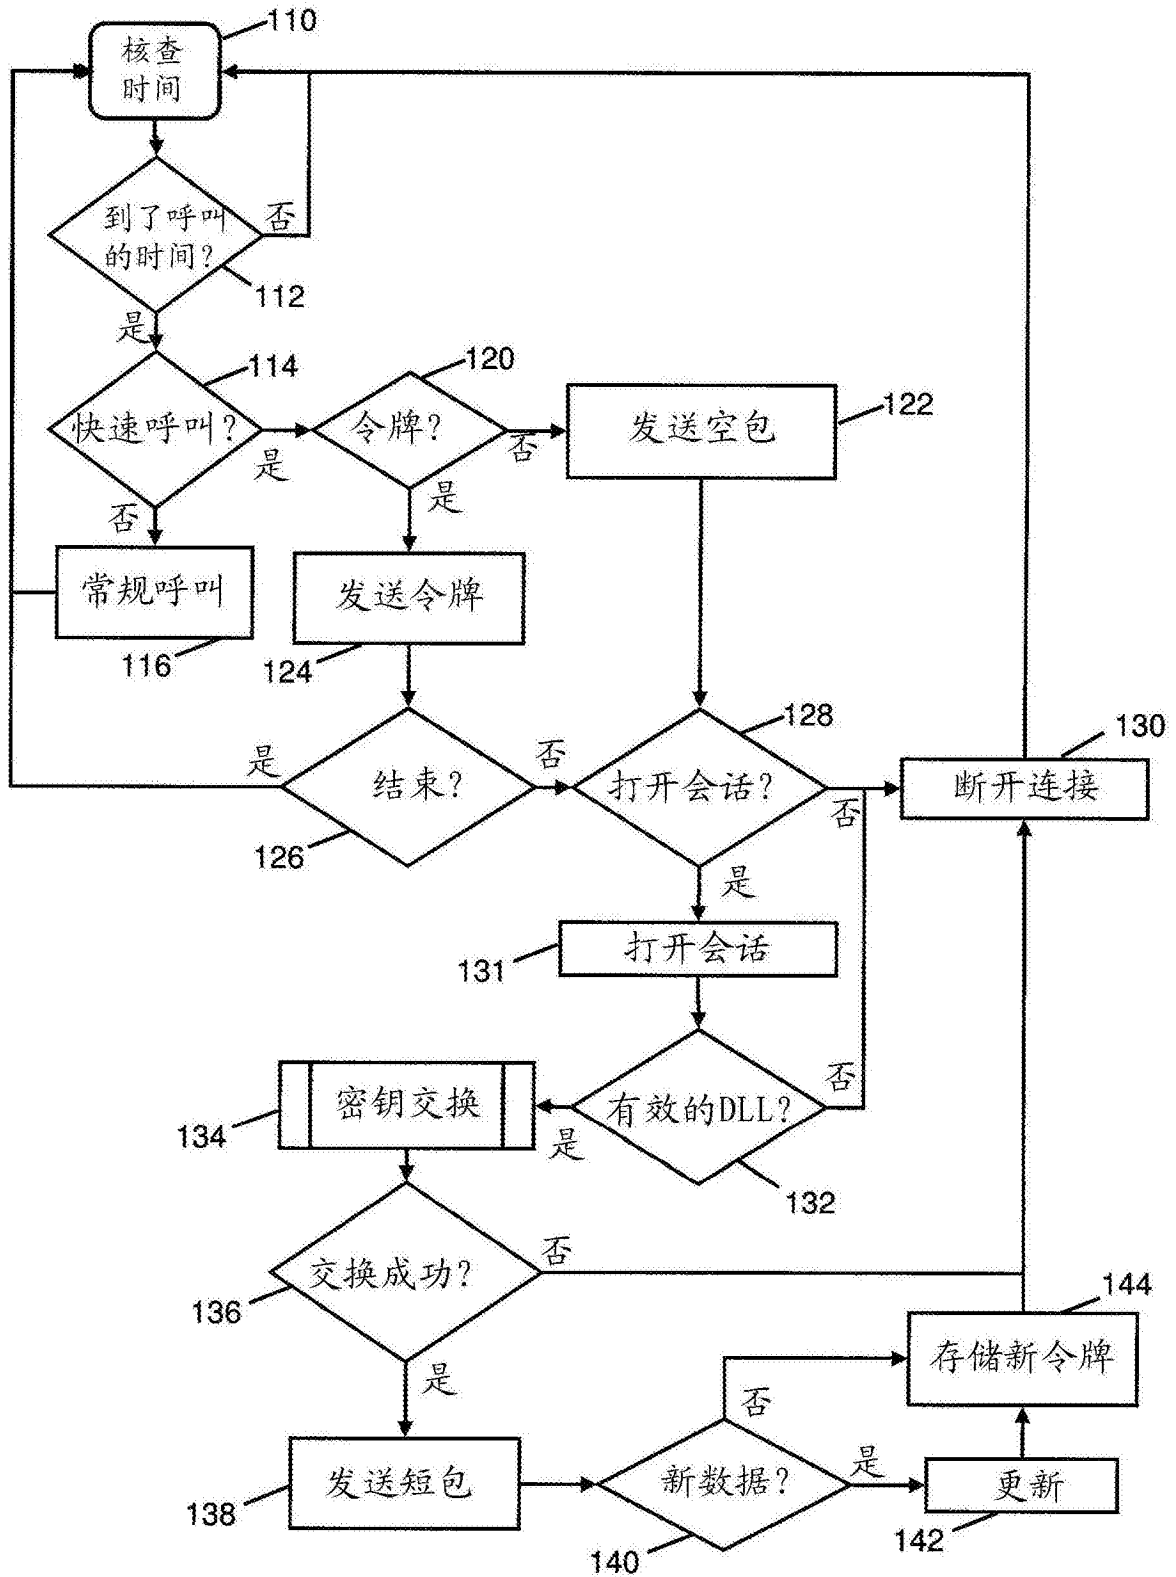 110
核查
时间
到了呼叫
的时间?
否
112
是
114
快速呼叫?
是
120
令牌?
否
122
发送空包
否
是
常规呼叫
116
发送令牌
124
是
结束?
126
否
128
打开会话?
否
130
断开连接
是
打开会话
131
134
密钥交换
是
有效的DLL?
否
132
交换成功?
136
否
144
存储新令牌
是
否
发送短包
138
新数据?
140
是
更新
142